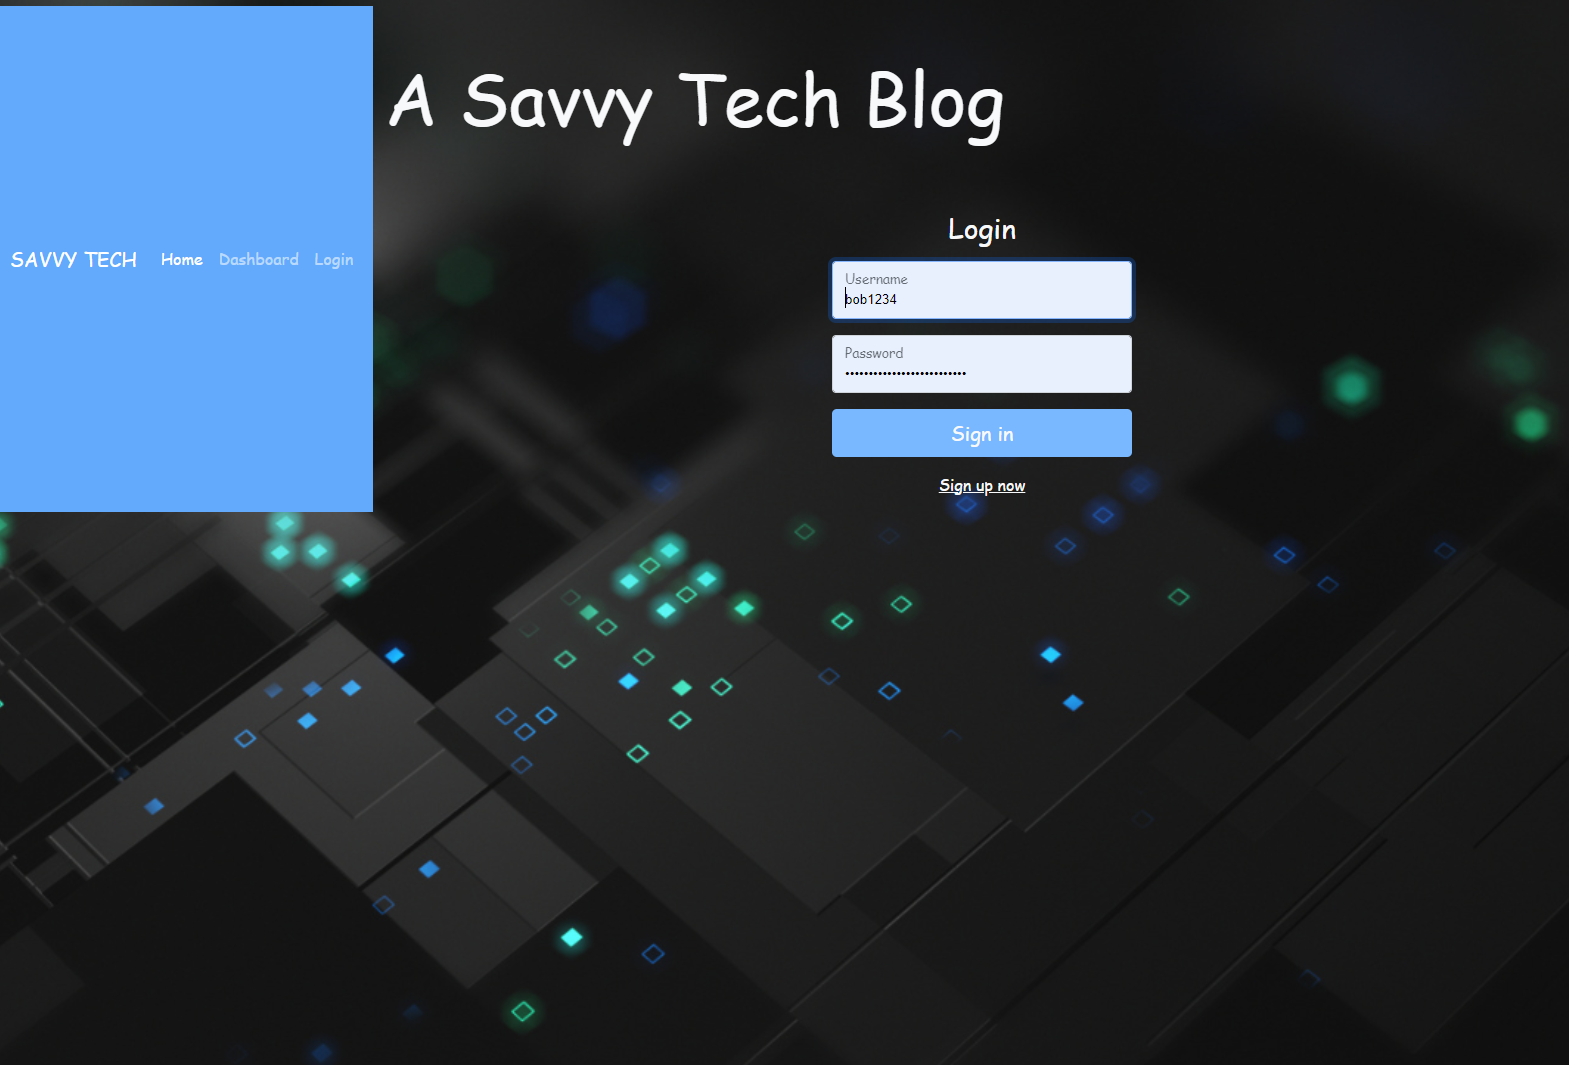 A Savvy Tech Blog
SAVVY TECH Home Dashboard Login
Login
Username
bob1234
Password
••••••••••••••••••••••••••
Sign in
Sign up now